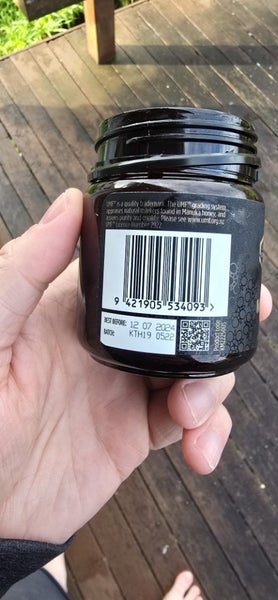 UMF™ is a quality trademark. The UMF™ grading system
appraises natural markers found in Manuka honey, and
assures purity and quality. Please see www.umf.org.nz
UMF™ Licence Number 2022
9 421905 534093 >
BEST BEFORE: 12 07 2024
BATCH: KTH19 0522